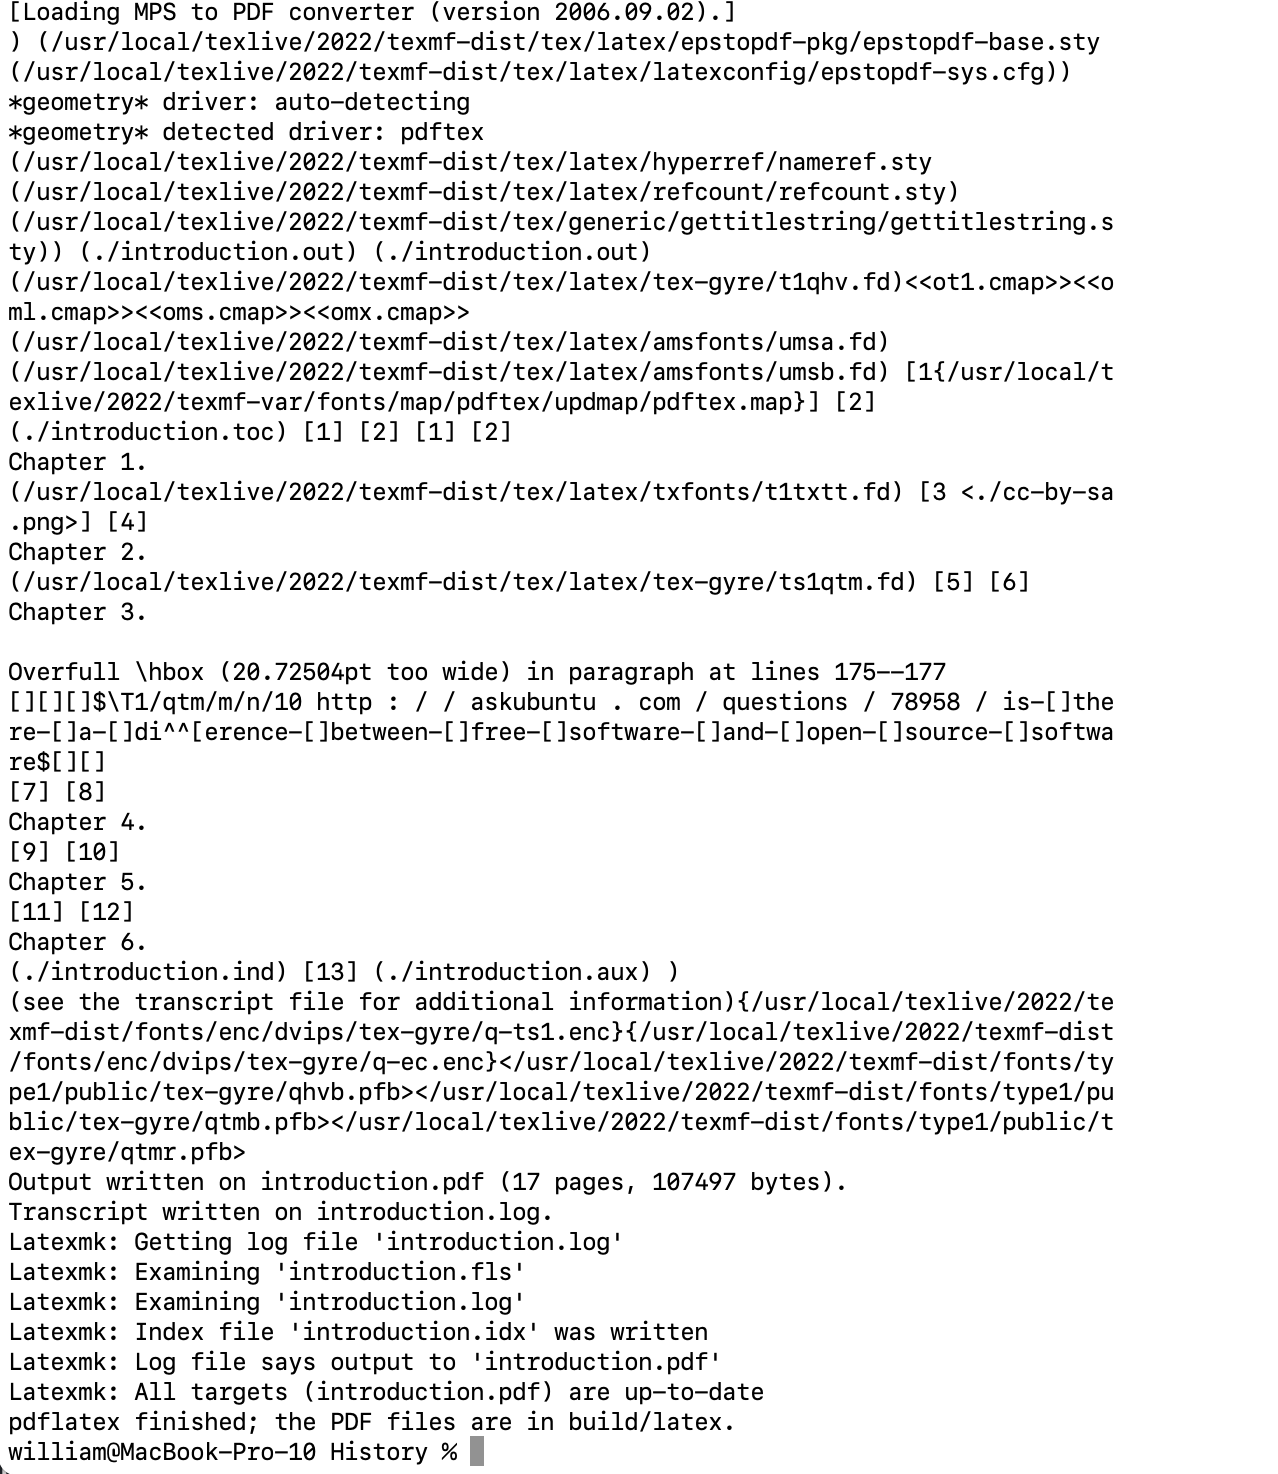 [Loading MPS to PDF converter (version 2006.09.02).]
) (/usr/local/texlive/2022/texmf-dist/tex/latex/epstopdf-pkg/epstopdf-base.sty
(/usr/local/texlive/2022/texmf-dist/tex/latex/latexconfig/epstopdf-sys.cfg))
*geometry* driver: auto-detecting
*geometry* detected driver: pdftex
(/usr/local/texlive/2022/texmf-dist/tex/latex/hyperref/nameref.sty
(/usr/local/texlive/2022/texmf-dist/tex/latex/refcount/refcount.sty)
(/usr/local/texlive/2022/texmf-dist/tex/generic/gettitlestring/gettitlestring.s
ty)) (./introduction.out) (./introduction.out)
(/usr/local/texlive/2022/texmf-dist/tex/latex/tex-gyre/t1qhv.fd)<<ot1.cmap>><<o
ml.cmap>><<oms.cmap>><<omx.cmap>>
(/usr/local/texlive/2022/texmf-dist/tex/latex/amsfonts/umsa.fd)
(/usr/local/texlive/2022/texmf-dist/tex/latex/amsfonts/umsb.fd) [1{/usr/local/t
exlive/2022/texmf-var/fonts/map/pdftex/updmap/pdftex.map}] [2]
(./introduction.toc) [1] [2] [1] [2]
Chapter 1.
(/usr/local/texlive/2022/texmf-dist/tex/latex/txfonts/t1txtt.fd) [3 <./cc-by-sa
.png>] [4]
Chapter 2.
(/usr/local/texlive/2022/texmf-dist/tex/latex/tex-gyre/ts1qtm.fd) [5] [6]
Chapter 3.

Overfull \hbox (20.72504pt too wide) in paragraph at lines 175--177
[][][]$\T1/qtm/m/n/10 http : / / askubuntu . com / questions / 78958 / is-[]the
re-[]a-[]di^^[erence-[]between-[]free-[]software-[]and-[]open-[]source-[]softwa
re$[][]
[7] [8]
Chapter 4.
[9] [10]
Chapter 5.
[11] [12]
Chapter 6.
(./introduction.ind) [13] (./introduction.aux) )
(see the transcript file for additional information){/usr/local/texlive/2022/te
xmf-dist/fonts/enc/dvips/tex-gyre/q-ts1.enc}{/usr/local/texlive/2022/texmf-dist
/fonts/enc/dvips/tex-gyre/q-ec.enc}</usr/local/texlive/2022/texmf-dist/fonts/ty
pe1/public/tex-gyre/qhvb.pfb></usr/local/texlive/2022/texmf-dist/fonts/type1/pu
blic/tex-gyre/qtmb.pfb></usr/local/texlive/2022/texmf-dist/fonts/type1/public/t
ex-gyre/qtmr.pfb>
Output written on introduction.pdf (17 pages, 107497 bytes).
Transcript written on introduction.log.
Latexmk: Getting log file 'introduction.log'
Latexmk: Examining 'introduction.fls'
Latexmk: Examining 'introduction.log'
Latexmk: Index file 'introduction.idx' was written
Latexmk: Log file says output to 'introduction.pdf'
Latexmk: All targets (introduction.pdf) are up-to-date
pdflatex finished; the PDF files are in build/latex.
william@MacBook-Pro-10 History %